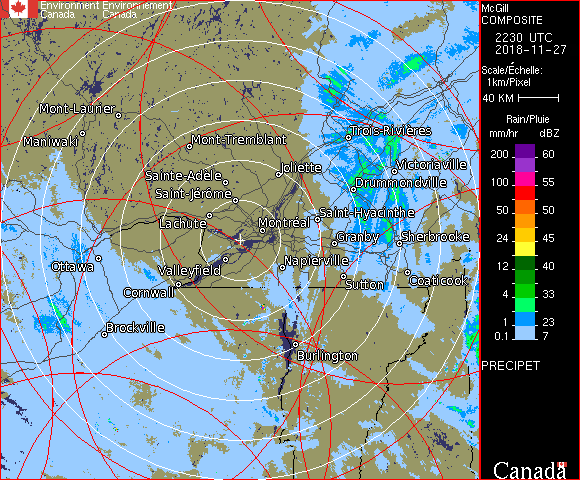 Environment Environnement
Canada Canada
McGill
COMPOSITE
2230 UTC
2018-11-27
Scale/Échelle:
1km/Pixel
40 KM
Rain/Pluie
mm/hr dBZ
200 60
55
100 55
50 50
24 45
12 40
4 33
1 23
0.1 7
PRECIPET
Canada
Mont-Laurier
Maniwaki
Mont-Tremblant
Trois-Rivières
Joliette
Victoriaville
Sainte-Adèle
Drummondville
Saint-Jérôme
Lachute
Saint-Hyacinthe
Montréal
Granby
Sherbrooke
Ottawa
Valleyfield
Napierville
Coaticook
Cornwall
Sutton
Brockville
Burlington